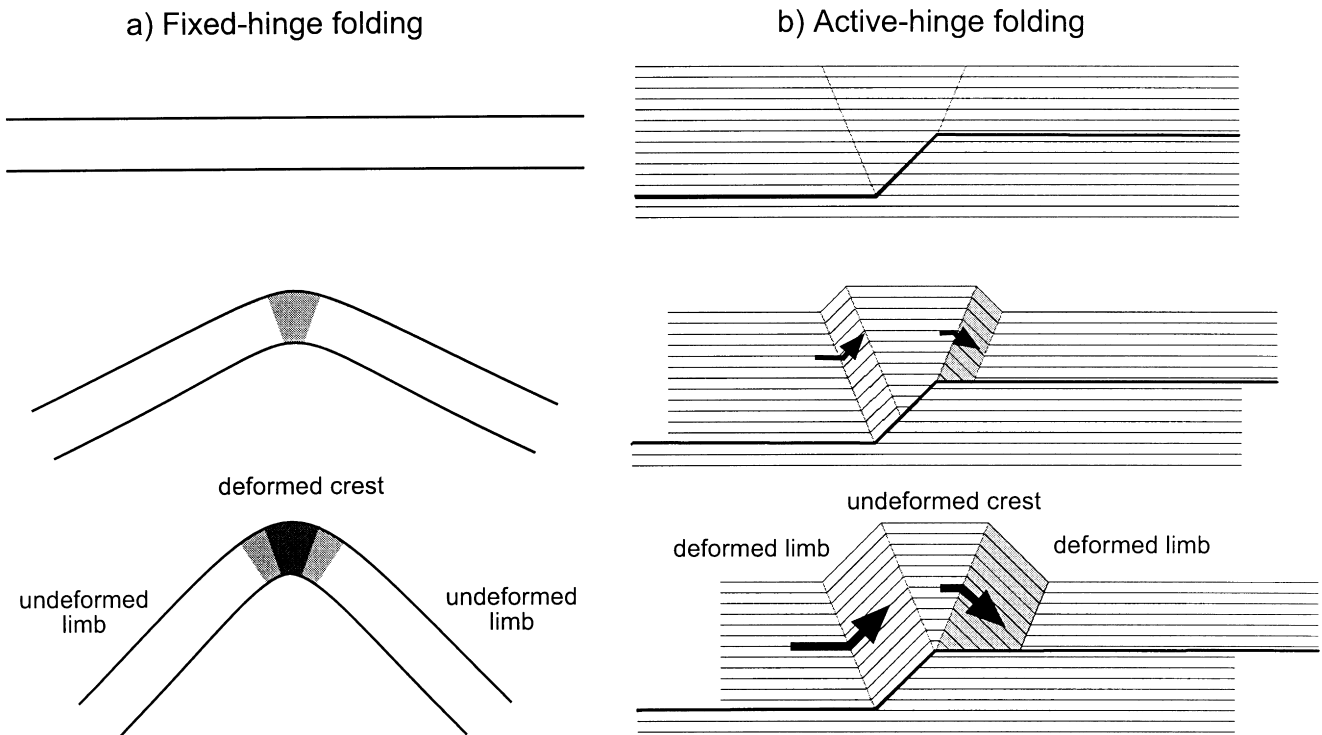 a) Fixed-hinge folding
b) Active-hinge folding
deformed crest
undeformed
limb
undeformed
limb
undeformed crest
deformed limb
deformed limb